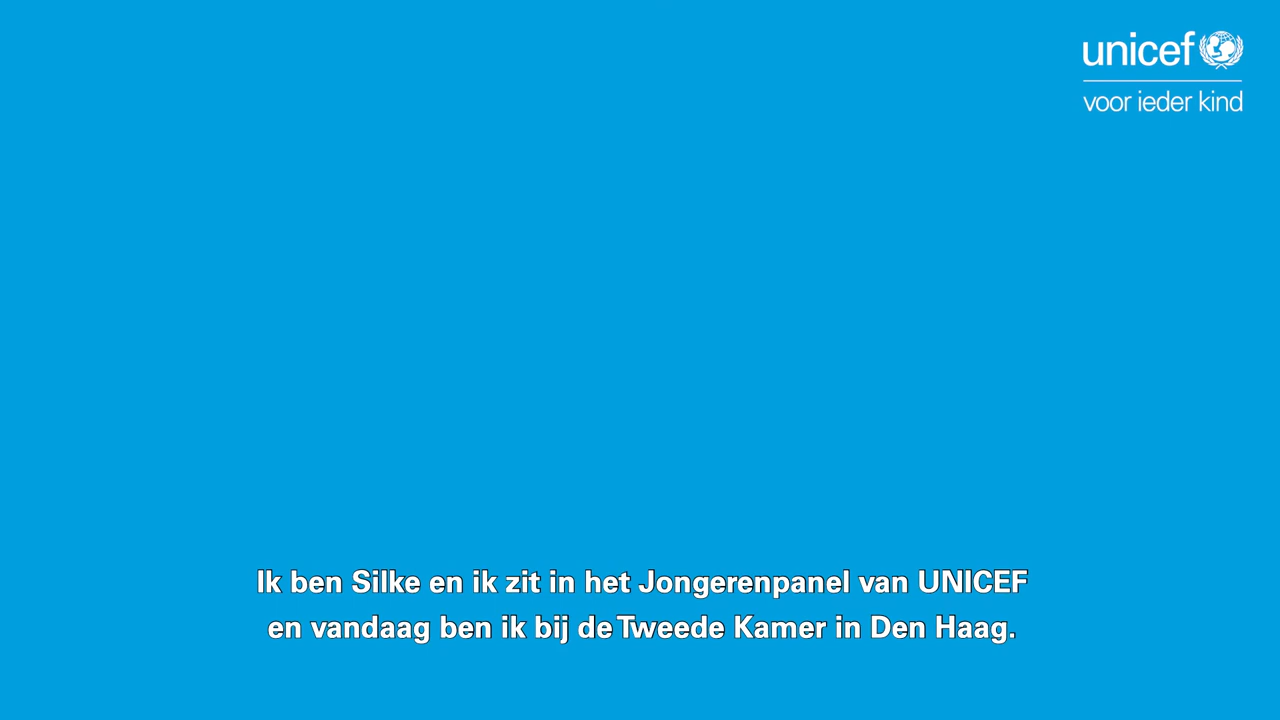 unicef
voor ieder kind
Ik ben Silke en ik zit in het Jongerenpanel van UNICEF
en vandaag ben ik bij de Tweede Kamer in Den Haag.